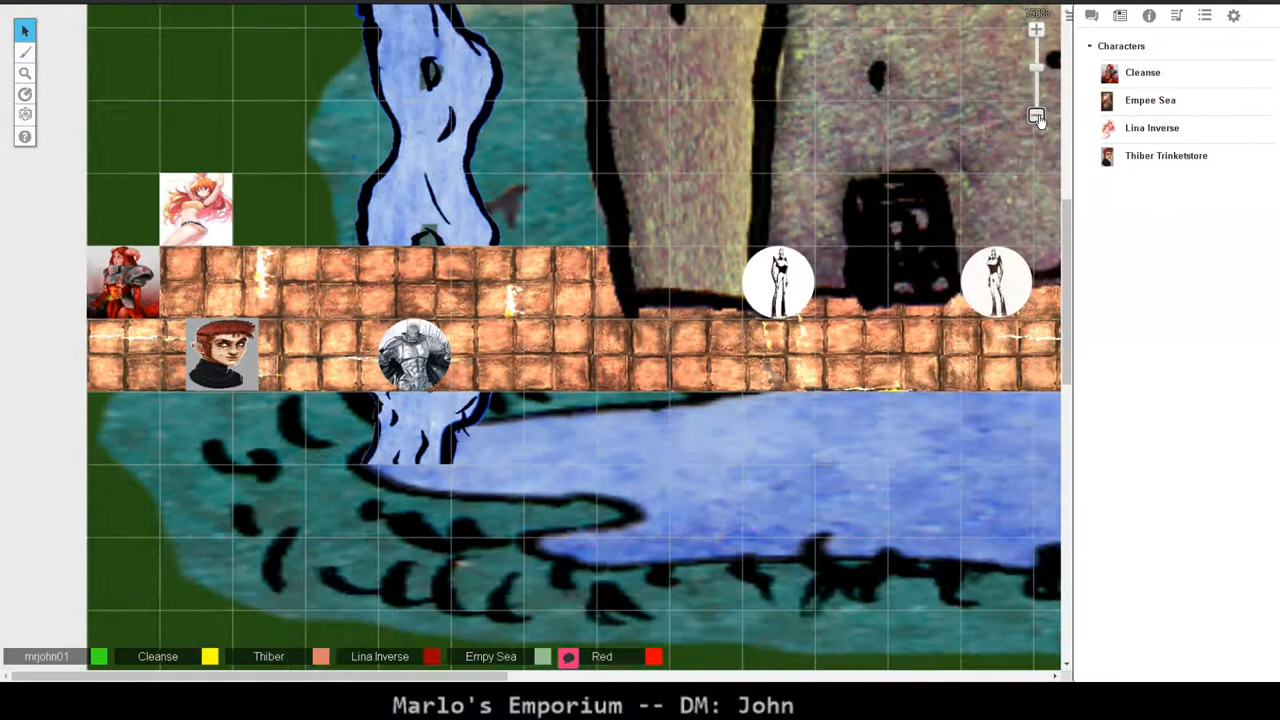 150%
Characters
Cleanse
Empee Sea
Lina Inverse
Thiber Trinketstore
mrjohn01 Cleanse Thiber Lina Inverse Empy Sea Red
Marlo's Emporium -- DM: John